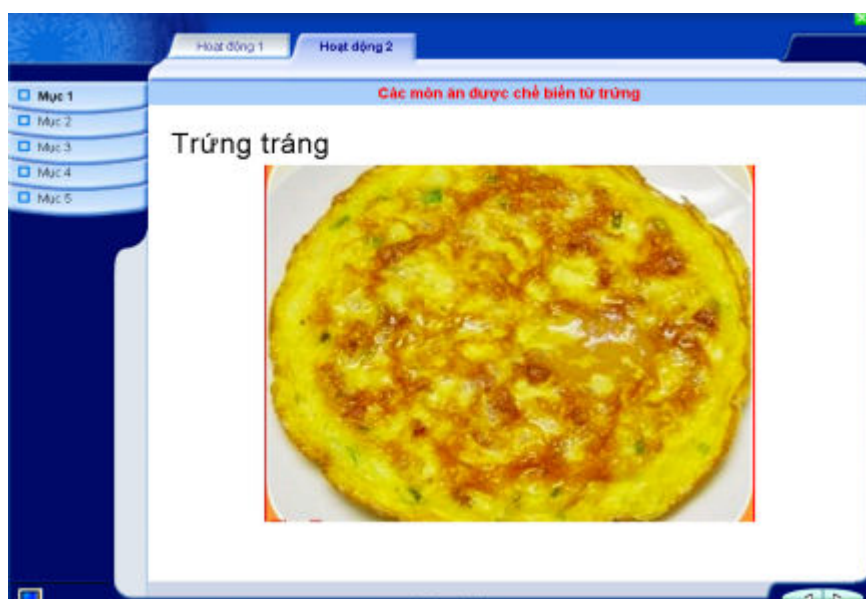 Hoạt động 1
Hoạt động 2
Các món ăn được chế biến từ trứng
Mục 1
Mục 2
Mục 3
Mục 4
Mục 5
Trứng tráng